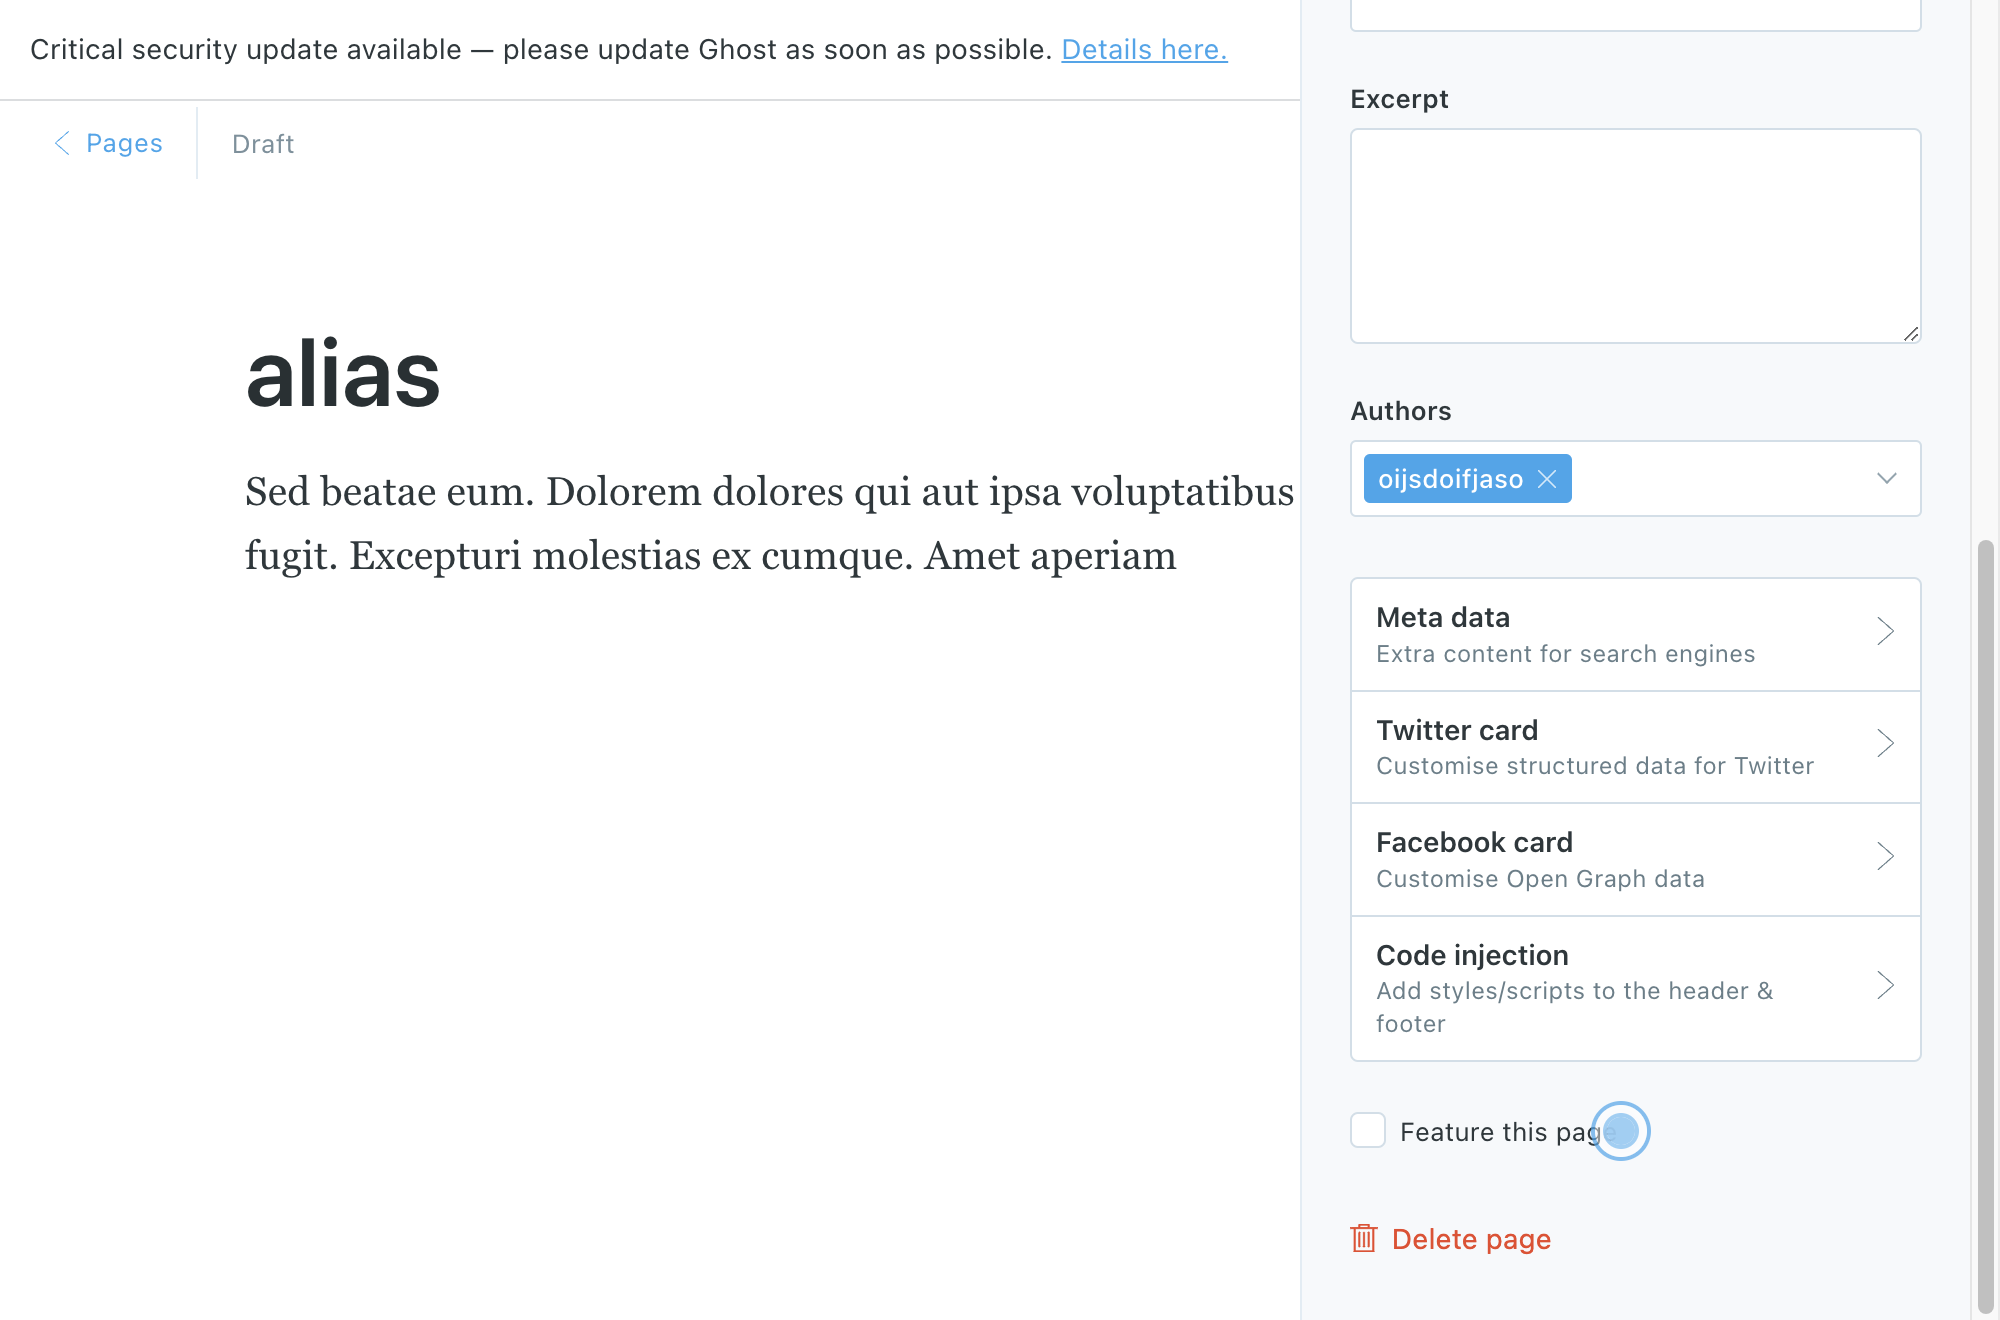 Critical security update available — please update Ghost as soon as possible. Details here.
Pages
Draft
alias
Sed beatae eum. Dolorem dolores qui aut ipsa voluptatibus
fugit. Excepturi molestias ex cumque. Amet aperiam
Excerpt
Authors
oijsdoifjaso
Meta data
Extra content for search engines
Twitter card
Customise structured data for Twitter
Facebook card
Customise Open Graph data
Code injection
Add styles/scripts to the header &
footer
Feature this page
Delete page